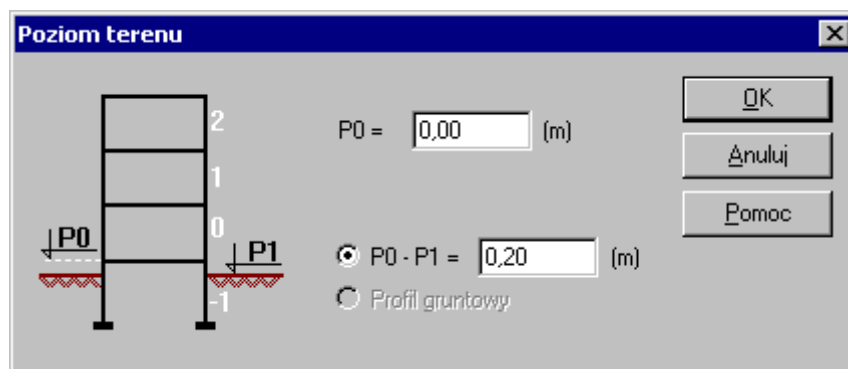 Poziom terenu
2
1
0
-1
P0
P1
P0 = 0,00 (m)
P0 - P1 = 0,20 (m)
Profil gruntowy
OK
Anuluj
Pomoc